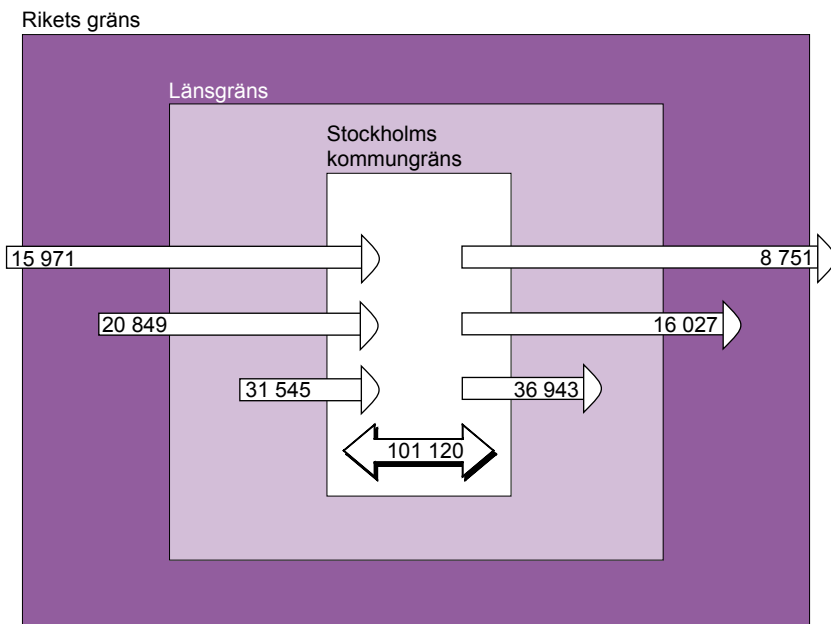 Rikets gräns
Länsgräns
Stockholms
kommungräns
15 971
8 751
20 849
16 027
31 545
36 943
101 120